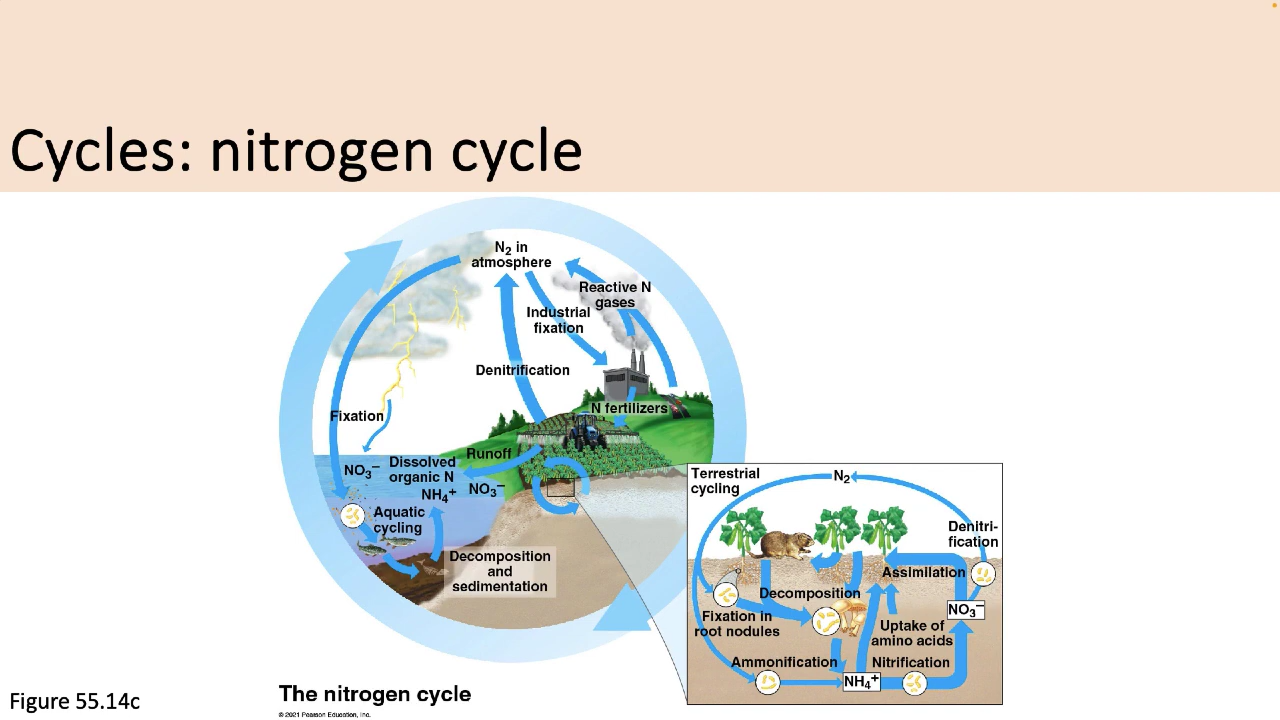 Cycles: nitrogen cycle
N₂ in
atmosphere
Reactive N
gases
Industrial
fixation
Denitrification
N fertilizers
Fixation
Runoff
NO₃⁻
Dissolved
organic N
NH₄⁺
NO₃⁻
Aquatic
cycling
Decomposition
and
sedimentation
Terrestrial
cycling
N₂
Denitri-
fication
Assimilation
Decomposition
NO₃⁻
Fixation in
root nodules
Uptake of
amino acids
Ammonification
Nitrification
NH₄⁺
The nitrogen cycle
© 2021 Pearson Education, Inc.
Figure 55.14c